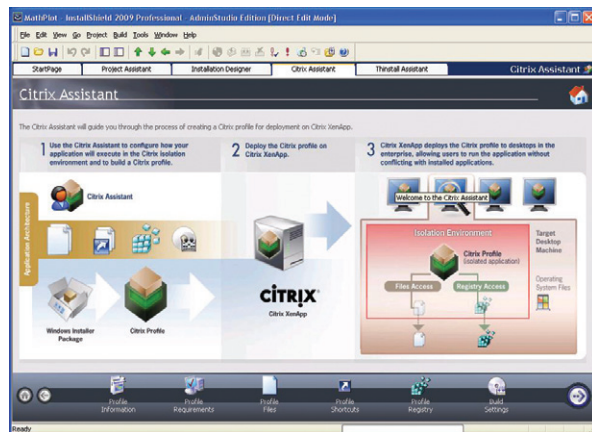 MathPlot - InstallShield 2009 Professional - AdminStudio Edition [Direct Edit Mode]
File Edit View Go Project Build Tools Window Help
StartPage Project Assistant Installation Designer Citrix Assistant Thinstall Assistant Citrix Assistant
Citrix Assistant
The Citrix Assistant will guide you through the process of creating a Citrix profile for deployment on Citrix XenApp.
1 Use the Citrix Assistant to configure how your
application will execute in the Citrix isolation
environment and to build a Citrix profile.
2 Deploy the Citrix profile on
Citrix XenApp.
3 Citrix XenApp deploys the Citrix profile to desktops in the
enterprise, allowing users to run the application without
conflicting with installed applications.
Application Architecture
Citrix Assistant
Windows Installer
Package
Citrix Profile
CITRIX
Citrix XenApp
Welcome to the Citrix Assistant
Isolation Environment
Target
Desktop
Machine
Citrix Profile
(isolated application)
Files Access
Registry Access
Operating
System Files
Profile
Information
Profile
Requirements
Profile
Files
Profile
Shortcuts
Profile
Registry
Build
Settings
Ready